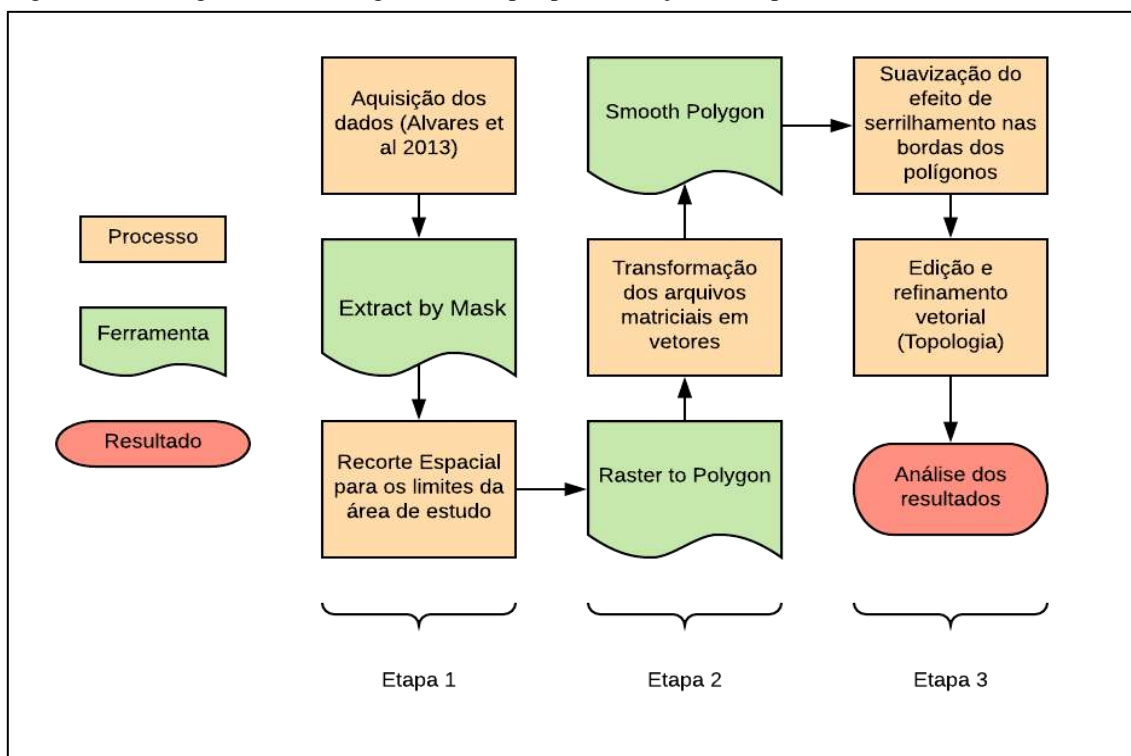 Processo
Ferramenta
Resultado
Aquisição dos
dados (Alvares et
al 2013)
Extract by Mask
Recorte Espacial
para os limites da
área de estudo
Etapa 1
Smooth Polygon
Transformação
dos arquivos
matriciais em
vetores
Raster to Polygon
Etapa 2
Suavização do
efeito de
serrilhamento nas
bordas dos
polígonos
Edição e
refinamento
vetorial
(Topologia)
Análise dos
resultados
Etapa 3